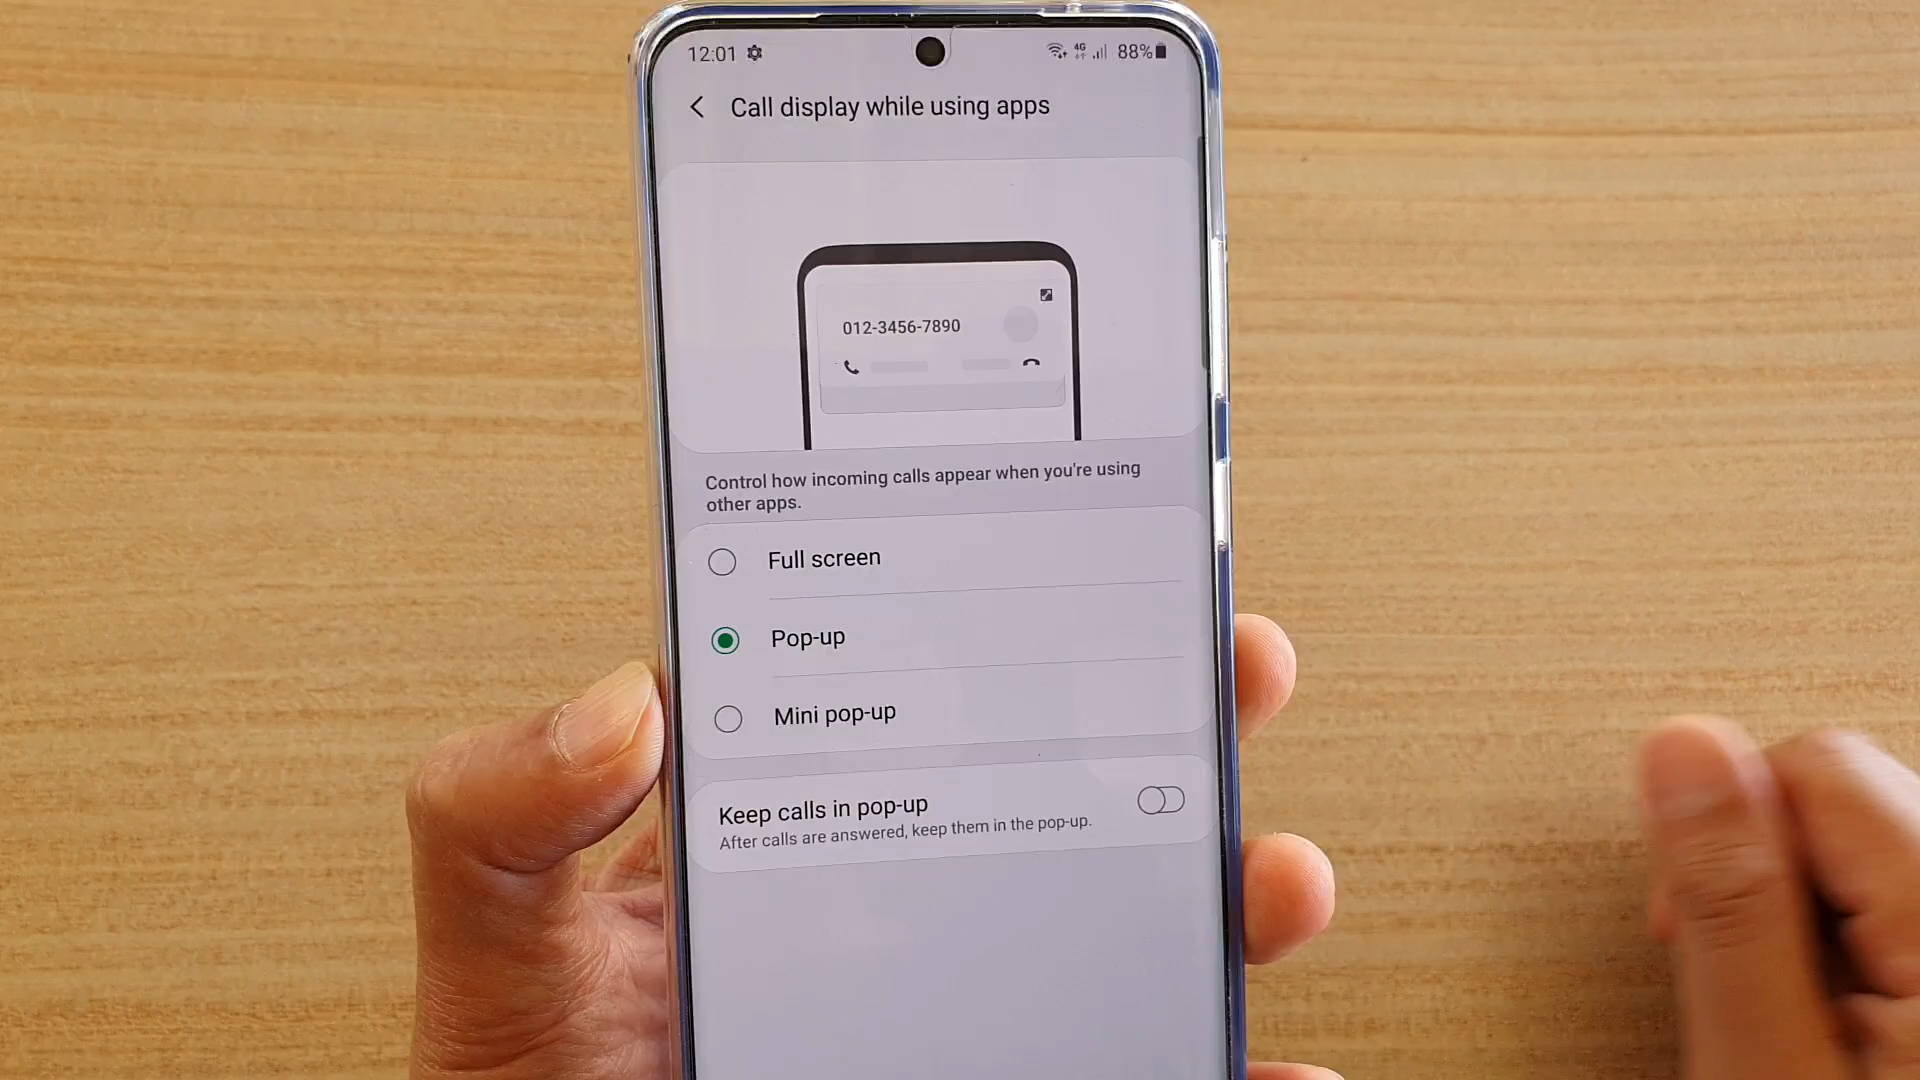 12:01 4G 88%
Call display while using apps
012-3456-7890
Control how incoming calls appear when you're using
other apps.
Full screen
Pop-up
Mini pop-up
Keep calls in pop-up
After calls are answered, keep them in the pop-up.